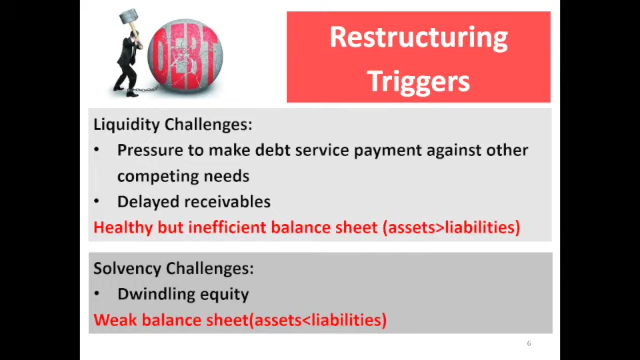 DEBT
Restructuring
Triggers
Liquidity Challenges:
• Pressure to make debt service payment against other
competing needs
• Delayed receivables
Healthy but inefficient balance sheet (assets>liabilities)
Solvency Challenges:
• Dwindling equity
Weak balance sheet(assets<liabilities)
6